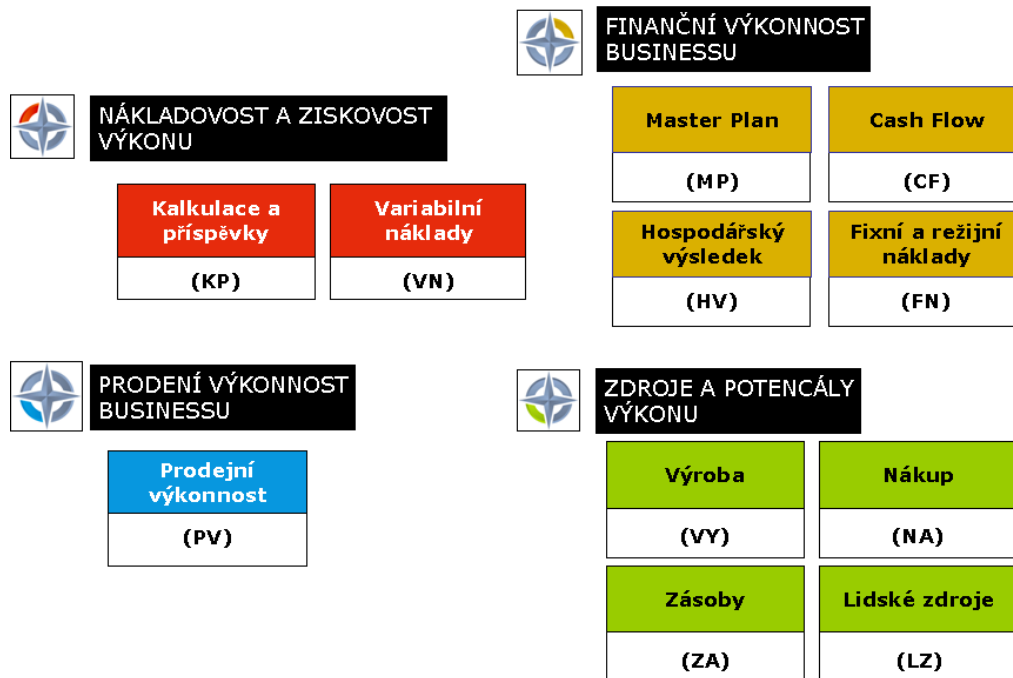 FINANČNÍ VÝKONNOST
BUSINESSU
Master Plan
(MP)
Cash Flow
(CF)
Hospodářský
výsledek
(HV)
Fixní a režijní
náklady
(FN)
NÁKLADOVOST A ZISKOVOST
VÝKONU
Kalkulace a
příspěvky
(KP)
Variabilní
náklady
(VN)
PRODENÍ VÝKONNOST
BUSINESSU
Prodejní
výkonnost
(PV)
ZDROJE A POTENCÁLY
VÝKONU
Výroba
(VY)
Nákup
(NA)
Zásoby
(ZA)
Lidské zdroje
(LZ)